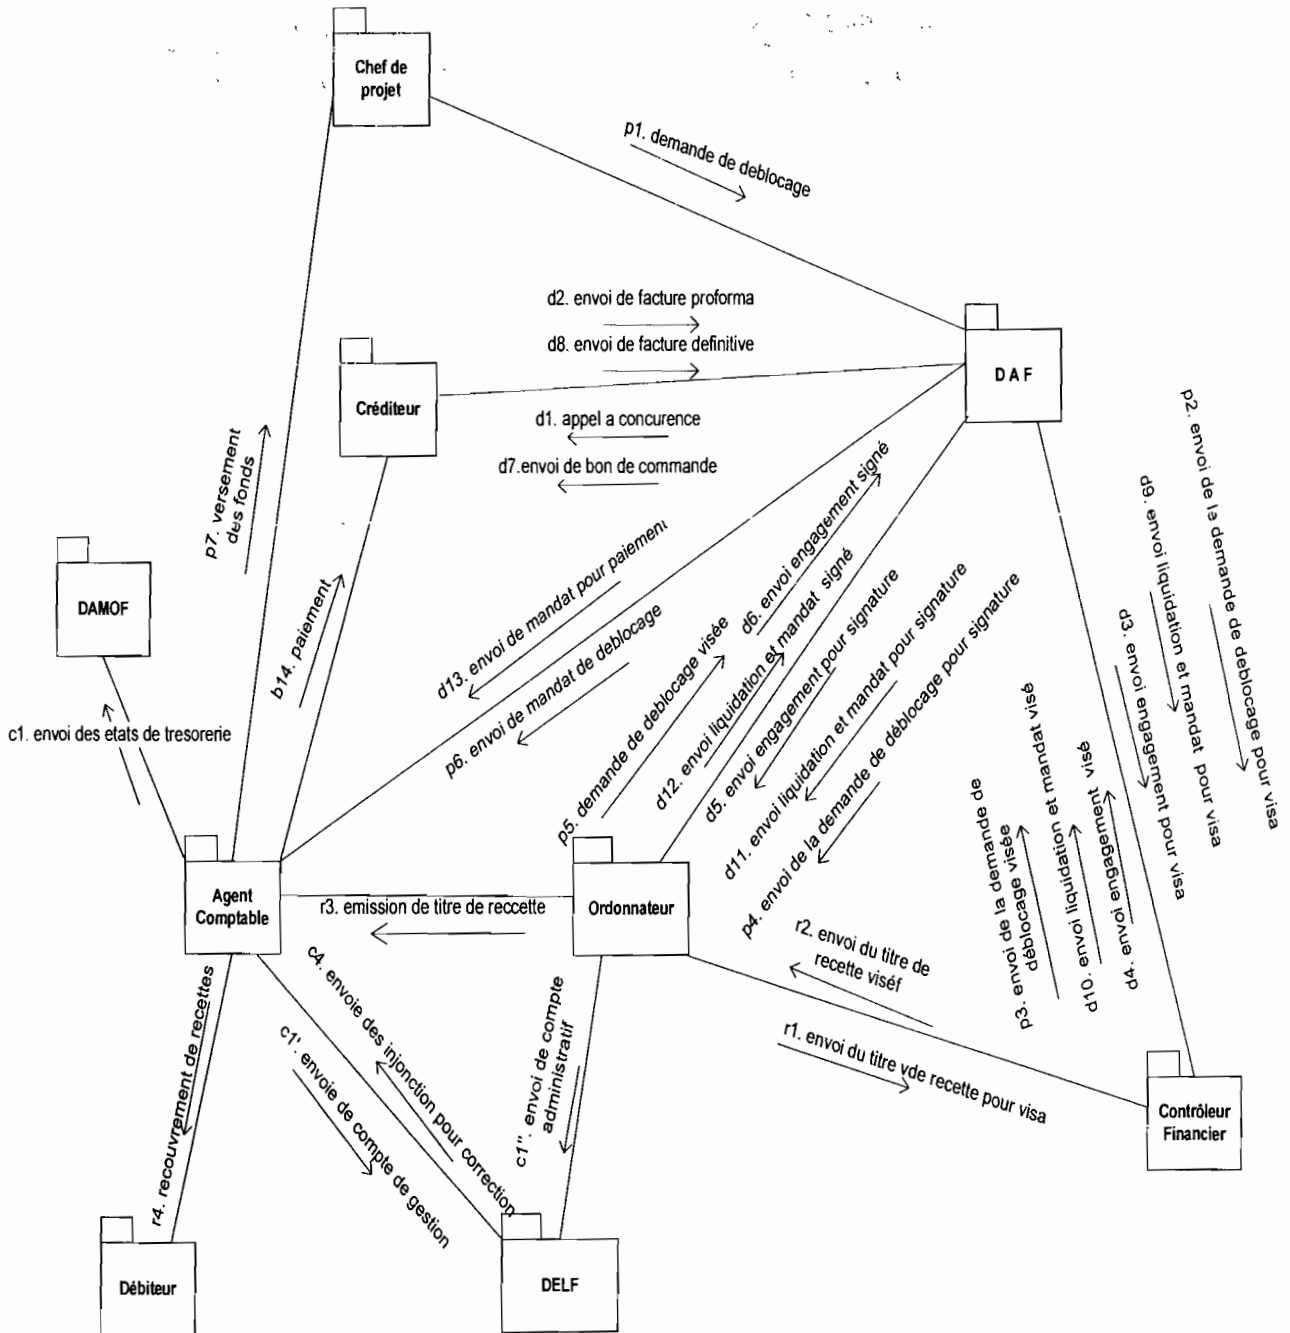 Chef de
projet
p1. demande de deblocage
d2. envoi de facture proforma
d8. envoi de facture definitive
D A F
Créditeur
d1. appel a concurence
d7.envoi de bon de commande
p7. versement
des fonds
b14. paiement
DAMOF
c1. envoi des etats de tresorerie
d13. envoi de mandat pour paiement
p6. envoi de mandat de deblocage
p5. demande de deblocage visée
d6. envoi engagement signé
d12. envoi liquidation et mandat signé
d5. envoi engagement pour signature
d11. envoi liquidation et mandat pour signature
p4. envoi de la demande de déblocage pour signature
p2. envoi de la demande de deblocage pour visa
d9. envoi liquidation et mandat pour visa
d3. envoi engagement pour visa
p3. envoi de la demande de
déblocage visée
d10. envoi liquidation et mandat visé
d4. envoi engagement visé
Agent
Comptable
r3. emission de titre de reccette
Ordonnateur
r2. envoi du titre de
recette viséf
r1. envoi du titre vde recette pour visa
Contrôleur
Financier
c4. envoie des injonction pour correction
c1'. envoie de compte de gestion
c1''. envoi de compte
administratif
r4. recouvrement de recettes
Débiteur
DELF